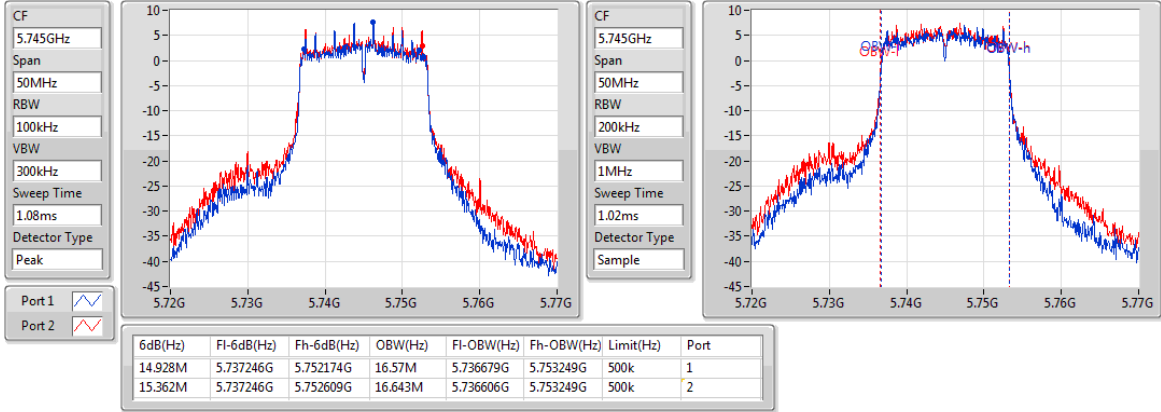 CF
5.745GHz
Span
50MHz
RBW
100kHz
VBW
300kHz
Sweep Time
1.08ms
Detector Type
Peak
Port 1
Port 2
10
5
0
-5
-10
-15
-20
-25
-30
-35
-40
-45
5.72G 5.73G 5.74G 5.75G 5.76G 5.77G
CF
5.745GHz
Span
50MHz
RBW
200kHz
VBW
1MHz
Sweep Time
1.02ms
Detector Type
Sample
10
5
0
-5
-10
-15
-20
-25
-30
-35
-40
-45
OBW-l
OBW-h
5.72G 5.73G 5.74G 5.75G 5.76G 5.77G
6dB(Hz) Fl-6dB(Hz) Fh-6dB(Hz) OBW(Hz) Fl-OBW(Hz) Fh-OBW(Hz) Limit(Hz) Port
14.928M 5.737246G 5.752174G 16.57M 5.736679G 5.753249G 500k 1
15.362M 5.737246G 5.752609G 16.643M 5.736606G 5.753249G 500k 2